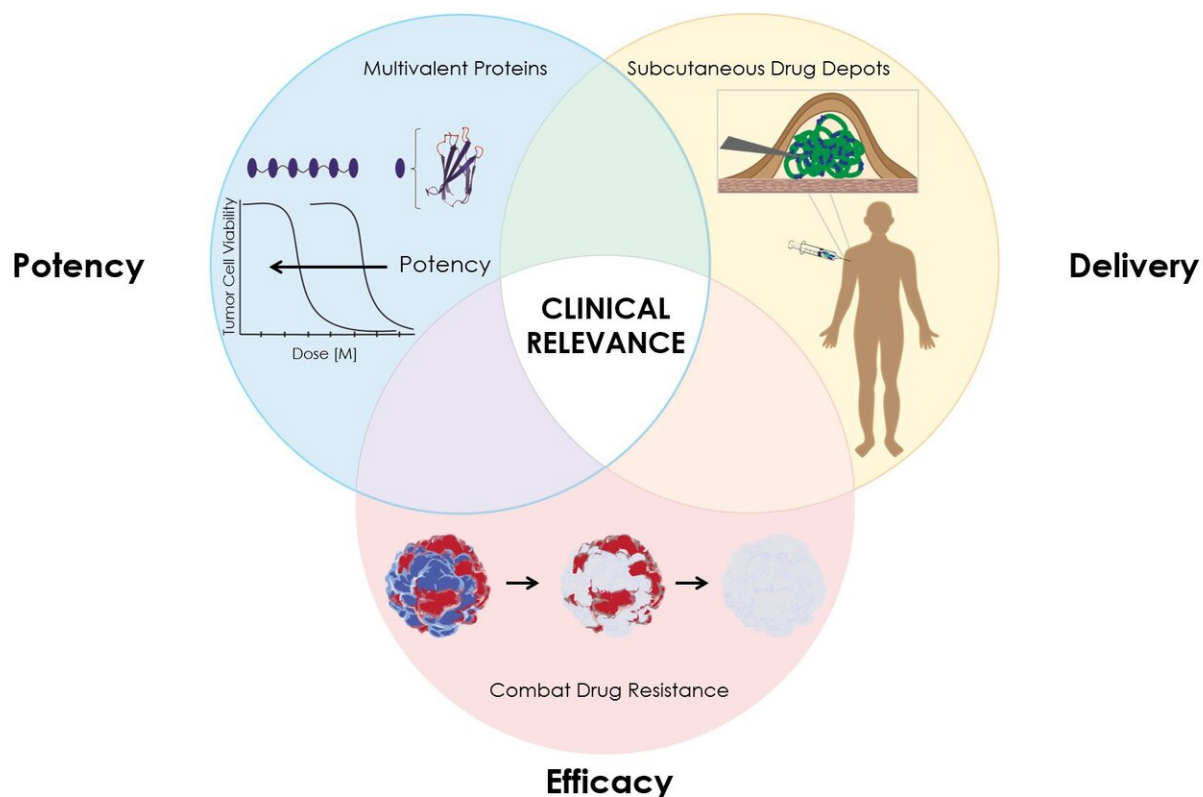 Multivalent Proteins
Subcutaneous Drug Depots
Potency
Delivery
Tumor Cell Viability
Potency
Dose [M]
CLINICAL
RELEVANCE
Combat Drug Resistance
Efficacy